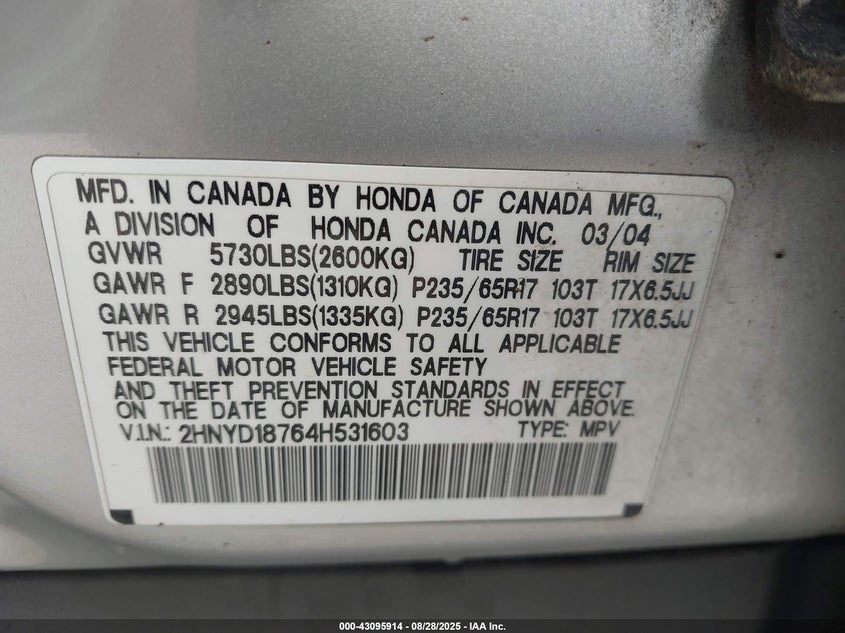 MFD. IN CANADA BY HONDA OF CANADA MFG.,
A DIVISION OF HONDA CANADA INC. 03/04
GVWR 5730LBS(2600KG) TIRE SIZE RIM SIZE
GAWR F 2890LBS(1310KG) P235/65R17 103T 17X6.5JJ
GAWR R 2945LBS(1335KG) P235/65R17 103T 17X6.5JJ
THIS VEHICLE CONFORMS TO ALL APPLICABLE
FEDERAL MOTOR VEHICLE SAFETY
AND THEFT PREVENTION STANDARDS IN EFFECT
ON THE DATE OF MANUFACTURE SHOWN ABOVE.
V.I.N.: 2HNYD18764H531603 TYPE: MPV
000-43095914 | 08/28/2025 - IAA Inc.